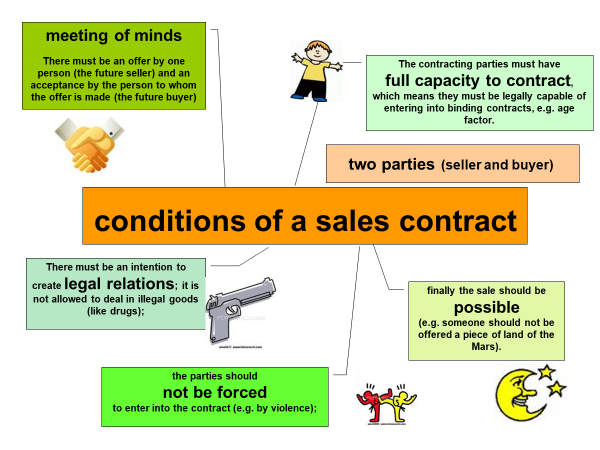 meeting of minds
There must be an offer by one
person (the future seller) and an
acceptance by the person to whom
the offer is made (the future buyer)
The contracting parties must have
full capacity to contract,
which means they must be legally capable of
entering into binding contracts, e.g. age
factor.
two parties (seller and buyer)
conditions of a sales contract
There must be an intention to
create legal relations; it is
not allowed to deal in illegal goods
(like drugs);
finally the sale should be
possible
(e.g. someone should not be
offered a piece of land of the
Mars).
the parties should
not be forced
to enter into the contract (e.g. by violence);